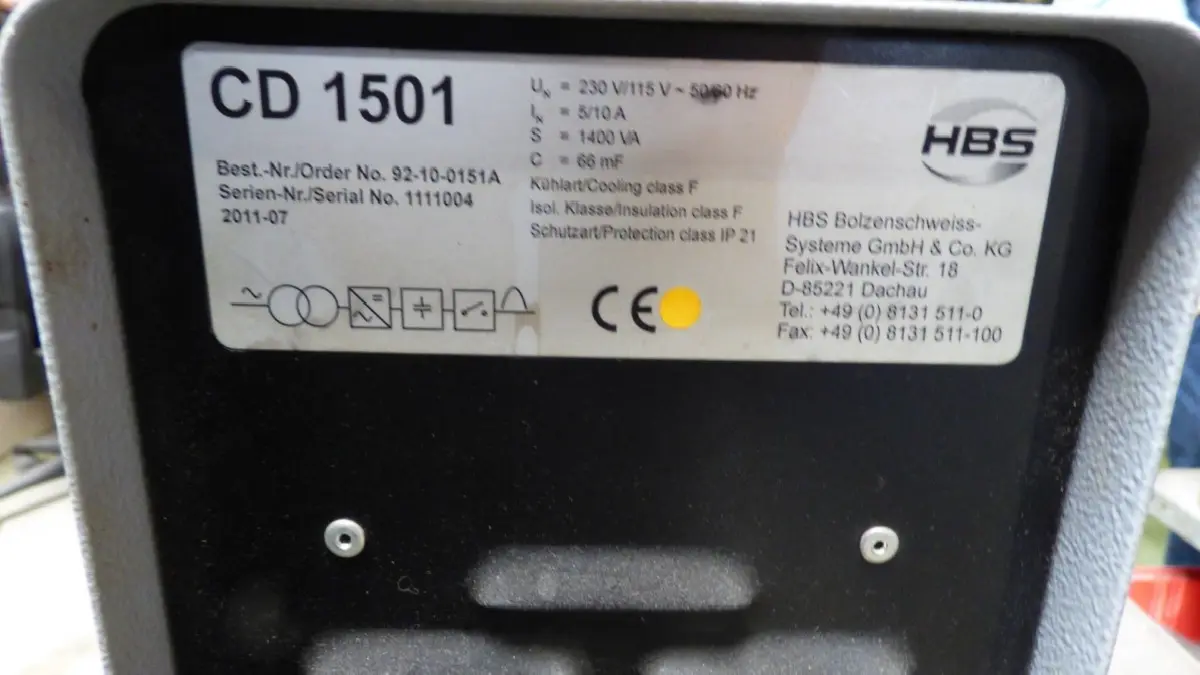 CD 1501
Best.-Nr./Order No. 92-10-0151A
Serien-Nr./Serial No. 1111004
2011-07
U_N = 230 V/115 V ~ 50/60 Hz
I_N = 5/10 A
S = 1400 VA
C = 66 mF
Kühlart/Cooling class F
Isol. Klasse/Insulation class F
Schutzart/Protection class IP 21
CE
HBS
HBS Bolzenschweiss-
Systeme GmbH & Co. KG
Felix-Wankel-Str. 18
D-85221 Dachau
Tel.: +49 (0) 8131 511-0
Fax: +49 (0) 8131 511-100